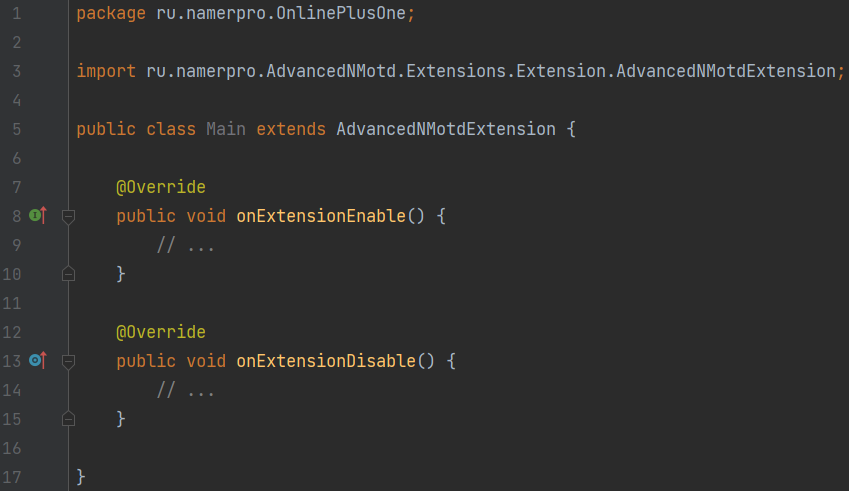 1 package ru.namerpro.OnlinePlusOne;
2
3 import ru.namerpro.AdvancedNMotd.Extensions.Extension.AdvancedNMotdExtension;
4
5 public class Main extends AdvancedNMotdExtension {
6
7     @Override
8     public void onExtensionEnable() {
9         // ...
10     }
11
12     @Override
13     public void onExtensionDisable() {
14         // ...
15     }
16
17 }